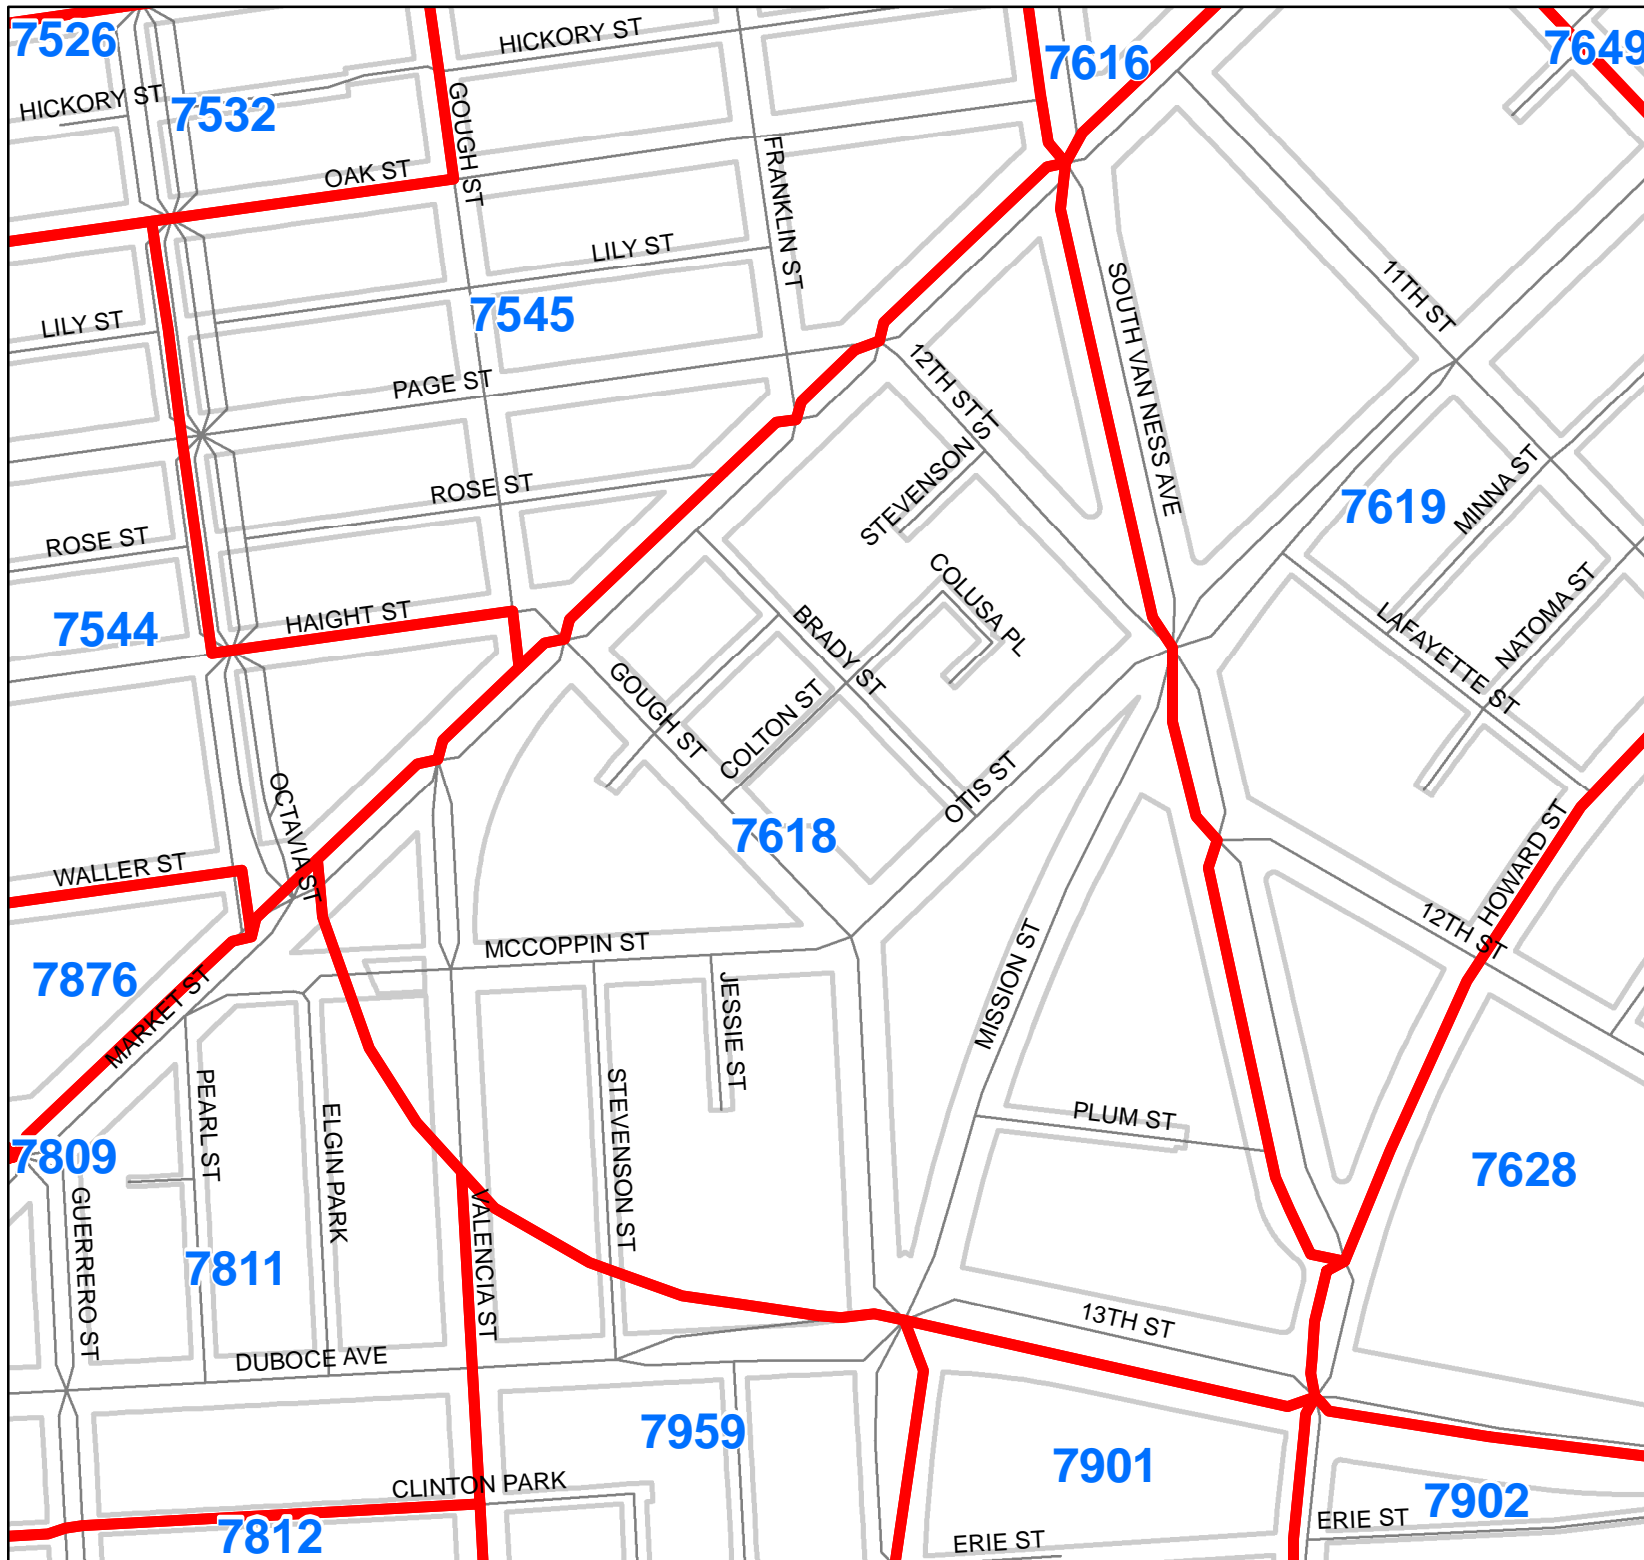 7526
HICKORY ST
7616
7649
HICKORY ST
7532
GOUGH ST
OAK ST
FRANKLIN ST
LILY ST
SOUTH VAN NESS AVE
11TH ST
LILY ST
7545
PAGE ST
12TH ST
STEVENSON ST
ROSE ST
7619
MINNA ST
ROSE ST
COLUSA PL
NATOMA ST
7544
HAIGHT ST
BRADY ST
LAFAYETTE ST
GOUGH ST
COLTON ST
OTIS ST
OCTAVIA ST
7618
HOWARD ST
WALLER ST
12TH ST
MCCOPPIN ST
7876
MARKET ST
JESSIE ST
MISSION ST
PEARL ST
ELGIN PARK
STEVENSON ST
PLUM ST
7809
7628
GUERRERO ST
VALENCIA ST
7811
13TH ST
DUBOCE AVE
7959
7901
CLINTON PARK
7902
7812
ERIE ST
ERIE ST